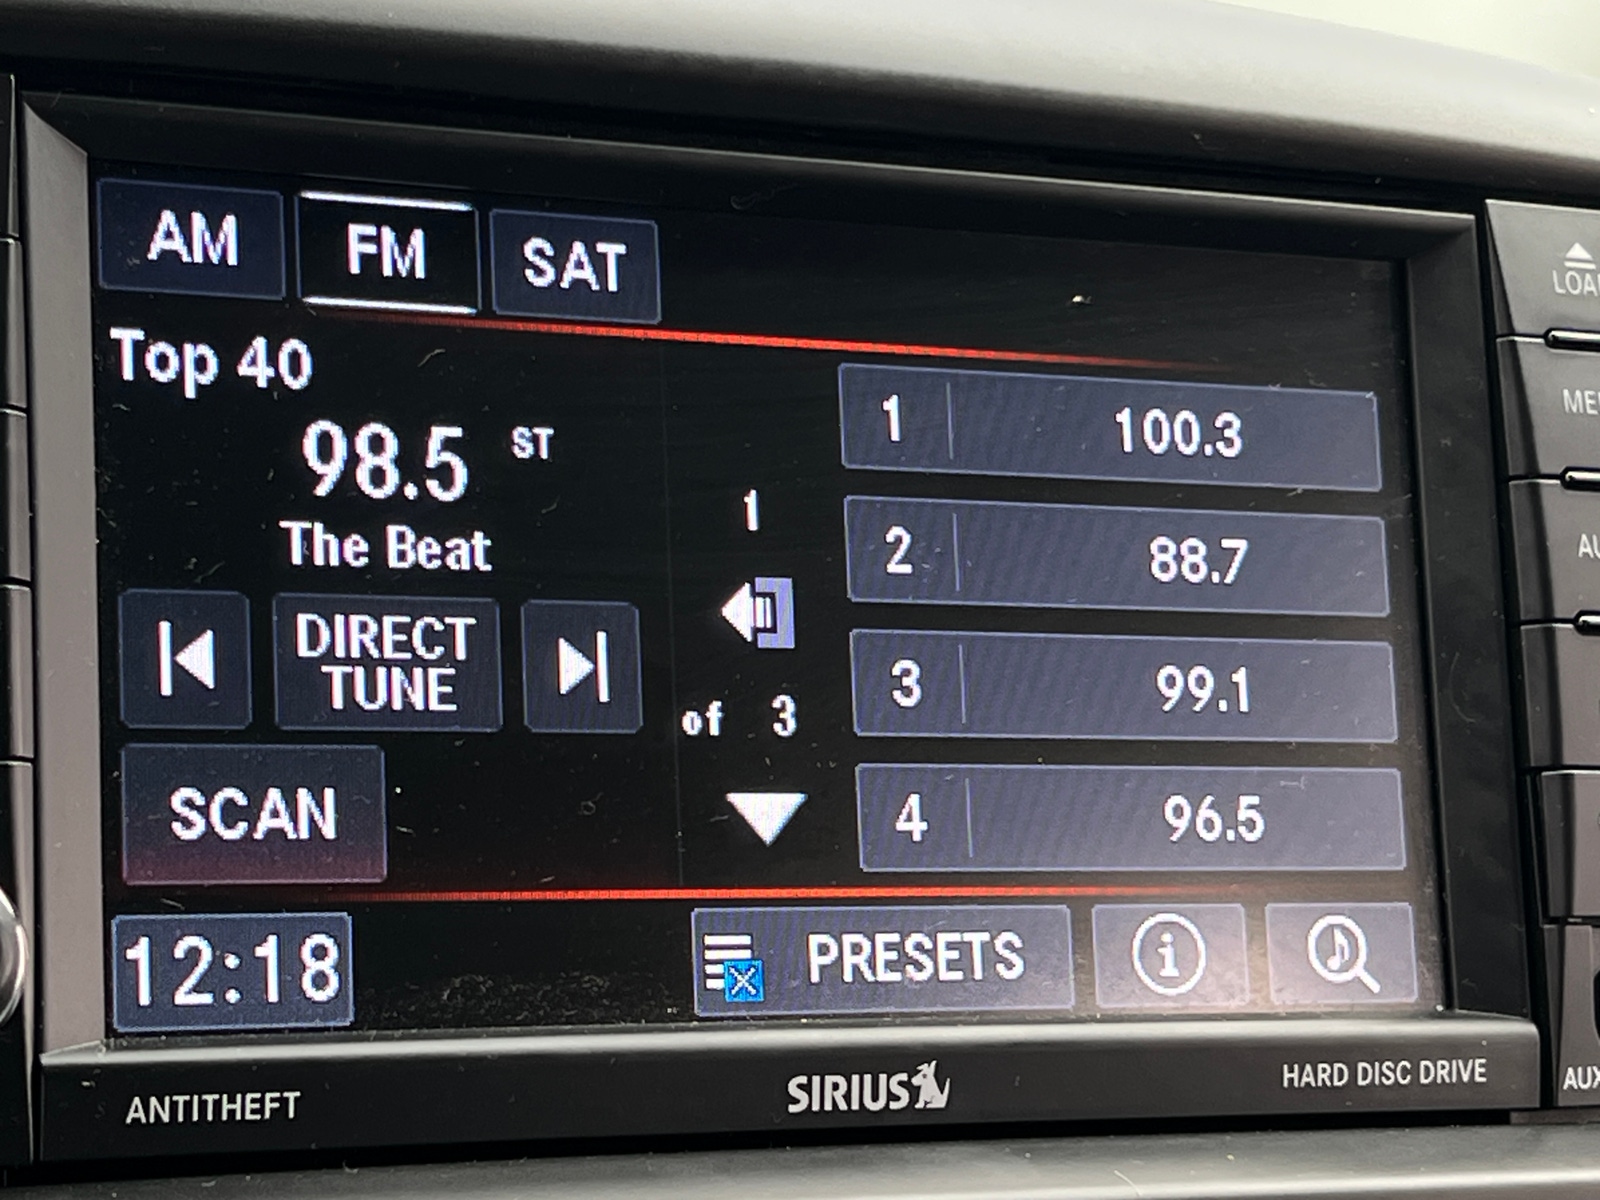 AM FM SAT
Top 40
98.5 ST
The Beat
DIRECT
TUNE
SCAN
1
of 3
1 100.3
2 88.7
3 99.1
4 96.5
12:18
PRESETS
i
ANTITHEFT
SIRIUS
HARD DISC DRIVE